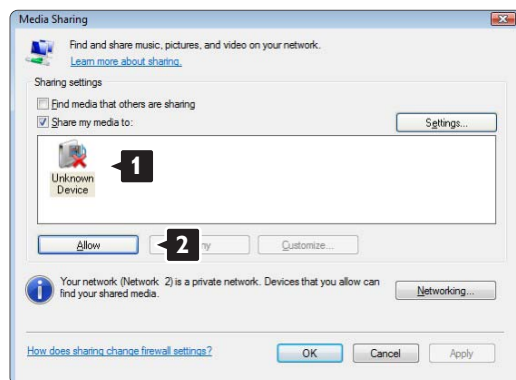 Media Sharing
Find and share music, pictures, and video on your network.
Learn more about sharing.
Sharing settings
Find media that others are sharing
Share my media to:
Settings...
Unknown
Device
1
Allow
2
Customize...
Your network (Network 2) is a private network. Devices that you allow can
find your shared media.
Networking...
How does sharing change firewall settings?
OK
Cancel
Apply